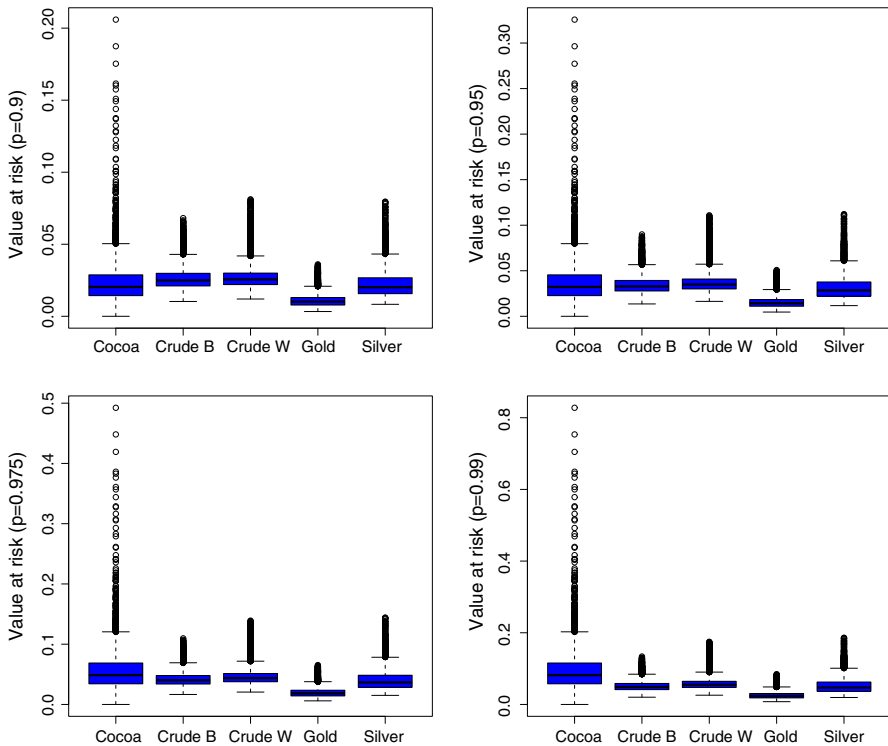 Value at risk (p=0.9)
0.00 0.05 0.10 0.15 0.20
Cocoa Crude B Crude W Gold Silver
Value at risk (p=0.95)
0.00 0.05 0.10 0.15 0.20 0.25 0.30
Cocoa Crude B Crude W Gold Silver
Value at risk (p=0.975)
0.0 0.1 0.2 0.3 0.4 0.5
Cocoa Crude B Crude W Gold Silver
Value at risk (p=0.99)
0.0 0.2 0.4 0.6 0.8
Cocoa Crude B Crude W Gold Silver